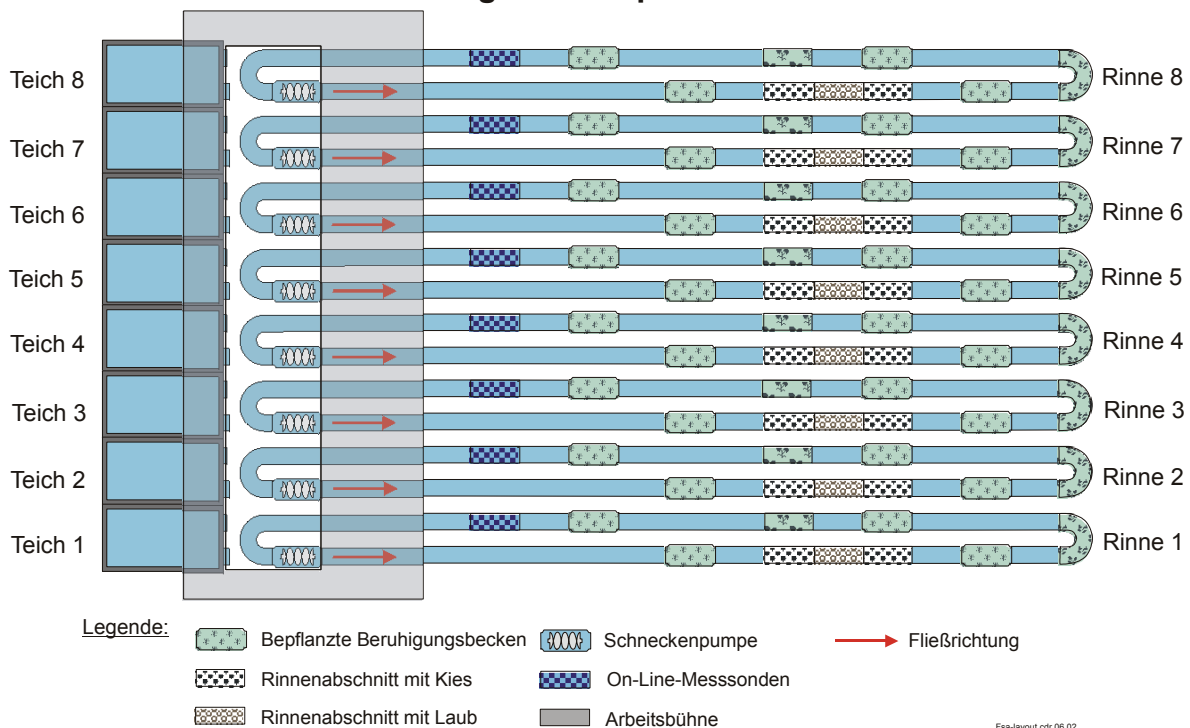 Teich 8
Rinne 8
Teich 7
Rinne 7
Teich 6
Rinne 6
Teich 5
Rinne 5
Teich 4
Rinne 4
Teich 3
Rinne 3
Teich 2
Rinne 2
Teich 1
Rinne 1
Legende:
Bepflanzte Beruhigungsbecken
Schneckenpumpe
Fließrichtung
Rinnenabschnitt mit Kies
On-Line-Messsonden
Rinnenabschnitt mit Laub
Arbeitsbühne